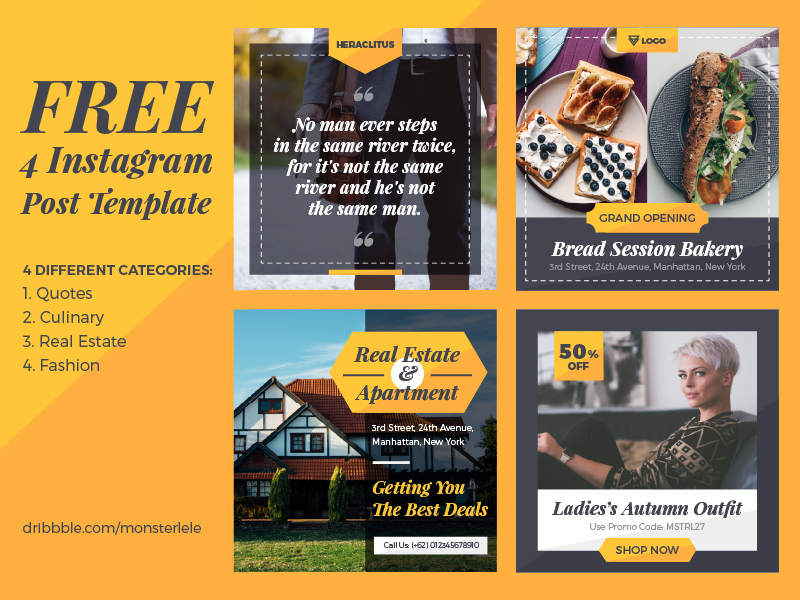 FREE
4 Instagram
Post Template
4 DIFFERENT CATEGORIES:
1. Quotes
2. Culinary
3. Real Estate
4. Fashion
dribbble.com/monsterlele
HERACLITUS
“
No man ever steps
in the same river twice,
for it's not the same
river and he's not
the same man.
”
LOGO
GRAND OPENING
Bread Session Bakery
3rd Street, 24th Avenue, Manhattan, New York
Real Estate
&
Apartment
3rd Street, 24th Avenue,
Manhattan, New York
Getting You
The Best Deals
Call Us: (+62) 012345678910
50% OFF
Ladies's Autumn Outfit
Use Promo Code: MSTRL27
SHOP NOW